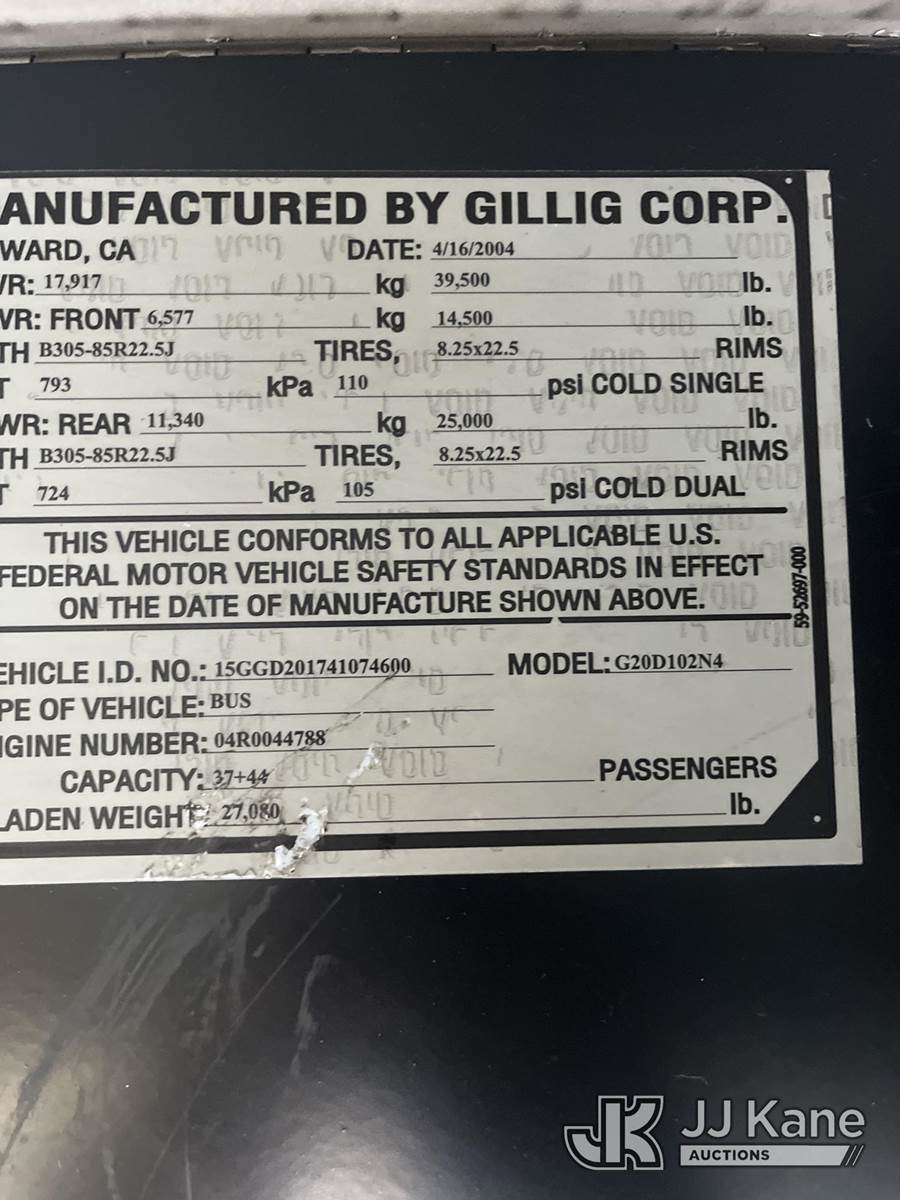 ANUFACTURED BY GILLIG CORP.
WARD, CA DATE: 4/16/2004
VR: 17,917 kg 39,500 lb.
VR: FRONT 6,577 kg 14,500 lb.
TH B305-85R22.5J TIRES, 8.25x22.5 RIMS
T 793 kPa 110 psi COLD SINGLE
WR: REAR 11,340 kg 25,000 lb.
TH B305-85R22.5J TIRES, 8.25x22.5 RIMS
T 724 kPa 105 psi COLD DUAL
THIS VEHICLE CONFORMS TO ALL APPLICABLE U.S.
FEDERAL MOTOR VEHICLE SAFETY STANDARDS IN EFFECT
ON THE DATE OF MANUFACTURE SHOWN ABOVE.
59-52697-000
EHICLE I.D. NO.: 15GGD201741074600 MODEL: G20D102N4
PE OF VEHICLE: BUS
NGINE NUMBER: 04R0044788
CAPACITY: 37+44 PASSENGERS
LADEN WEIGHT: 27,080 lb.
JK JJ Kane
AUCTIONS